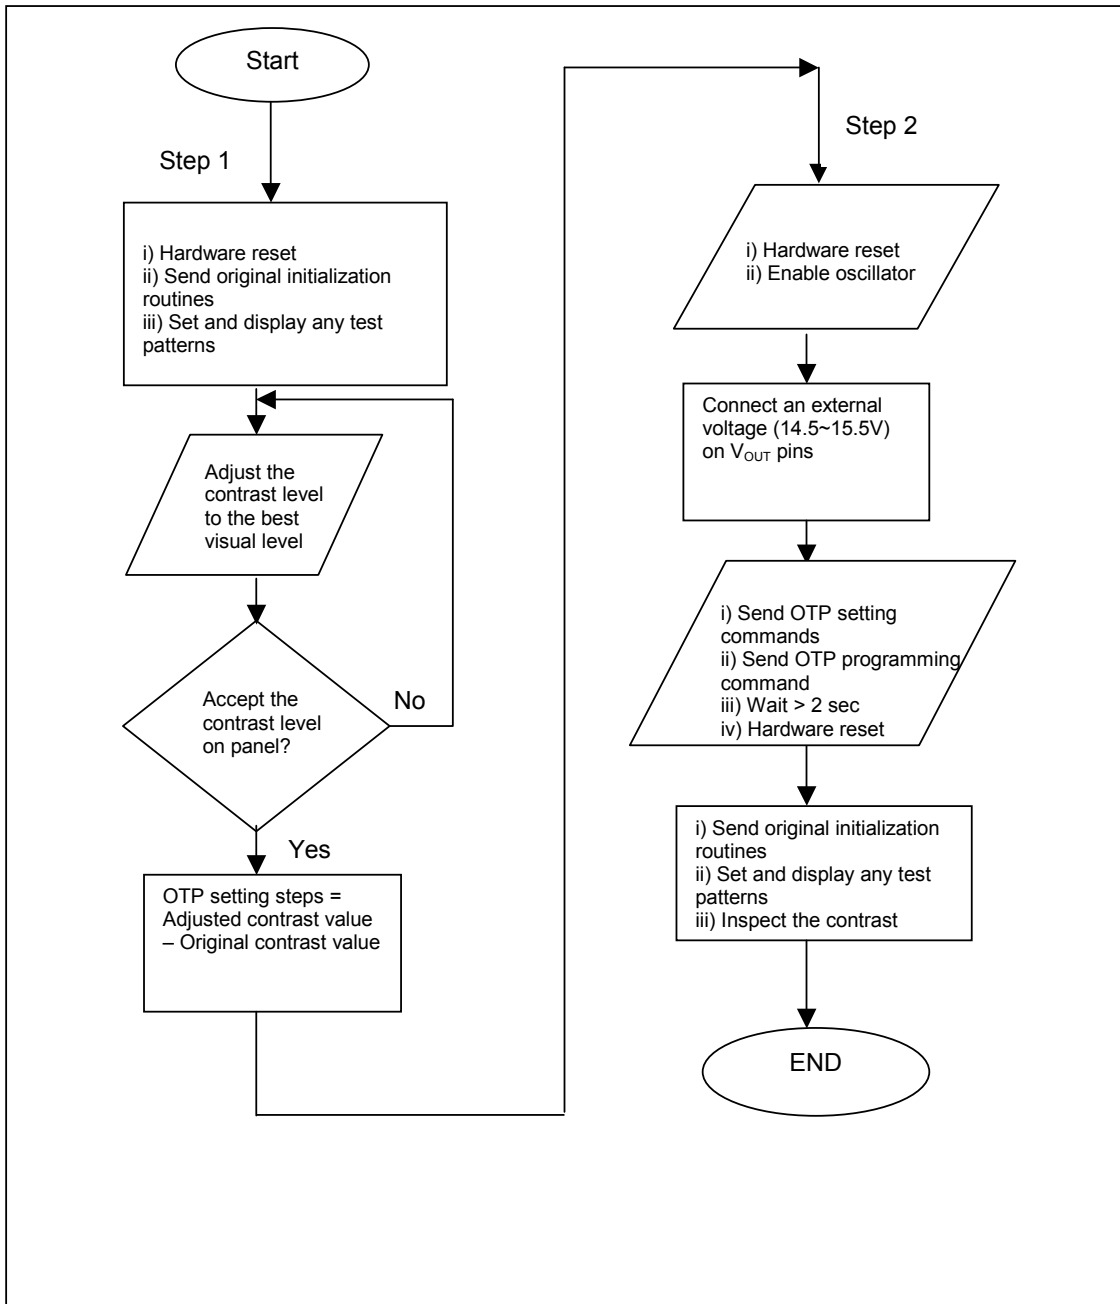 Start
Step 1
i) Hardware reset
ii) Send original initialization
routines
iii) Set and display any test
patterns
Adjust the
contrast level
to the best
visual level
Accept the
contrast level
on panel?
No
Yes
OTP setting steps =
Adjusted contrast value
– Original contrast value
Step 2
i) Hardware reset
ii) Enable oscillator
Connect an external
voltage (14.5~15.5V)
on VOUT pins
i) Send OTP setting
commands
ii) Send OTP programming
command
iii) Wait > 2 sec
iv) Hardware reset
i) Send original initialization
routines
ii) Set and display any test
patterns
iii) Inspect the contrast
END